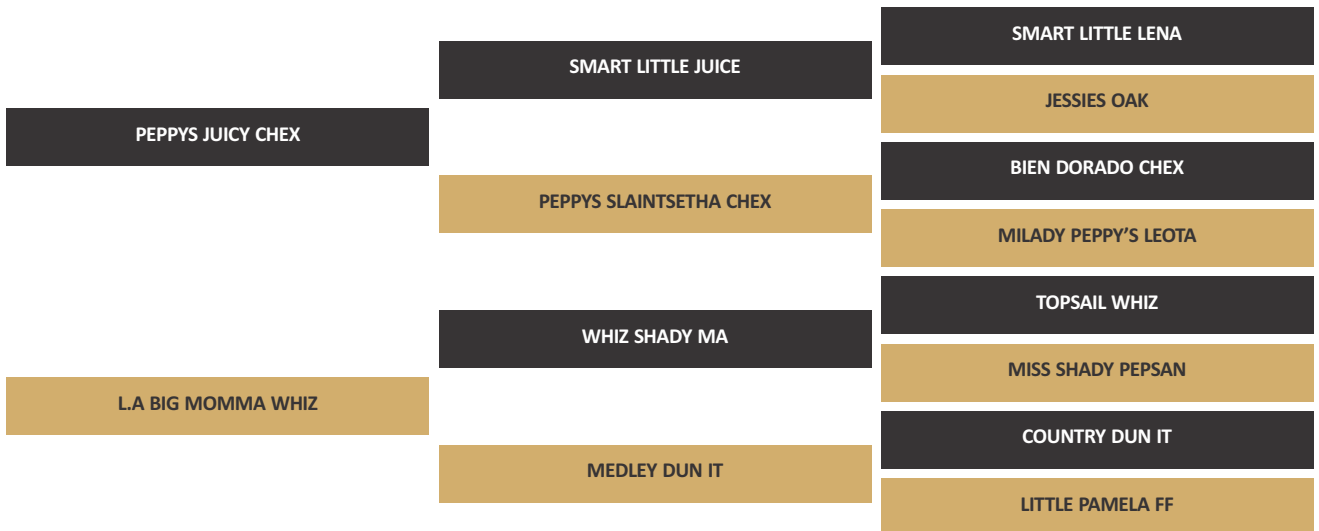 SMART LITTLE LENA
SMART LITTLE JUICE
JESSIES OAK
PEPPYS JUICY CHEX
BIEN DORADO CHEX
PEPPYS SLAINTSETHA CHEX
MILADY PEPPY’S LEOTA
TOPSAIL WHIZ
WHIZ SHADY MA
MISS SHADY PEPSAN
L.A BIG MOMMA WHIZ
COUNTRY DUN IT
MEDLEY DUN IT
LITTLE PAMELA FF